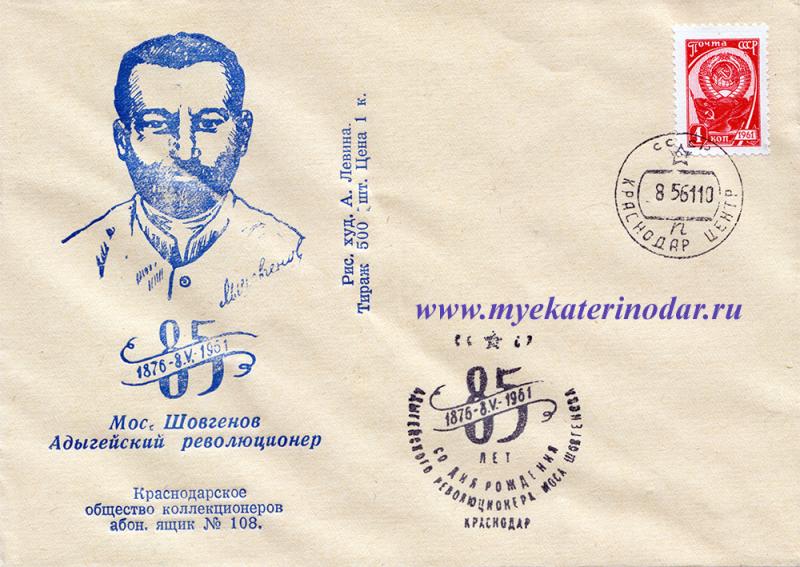 Почта СССР
4 коп 1961
СССР
8 5 61 10
п
КРАСНОДАР ЦЕНТР
Рис. худ. А. Левина.
Тираж 500 шт. Цена 1 к.
85
1876-8.V.-1961
Мос. Шовгенов
Адыгейский революционер
Краснодарское
общество коллекционеров
абон. ящик № 108.
www.myekaterinodar.ru
85
1876-8.V.-1961
ЛЕТ
СО ДНЯ РОЖДЕНИЯ
АДЫГЕЙСКОГО РЕВОЛЮЦИОНЕРА МОСА ШОВГЕНОВА
КРАСНОДАР